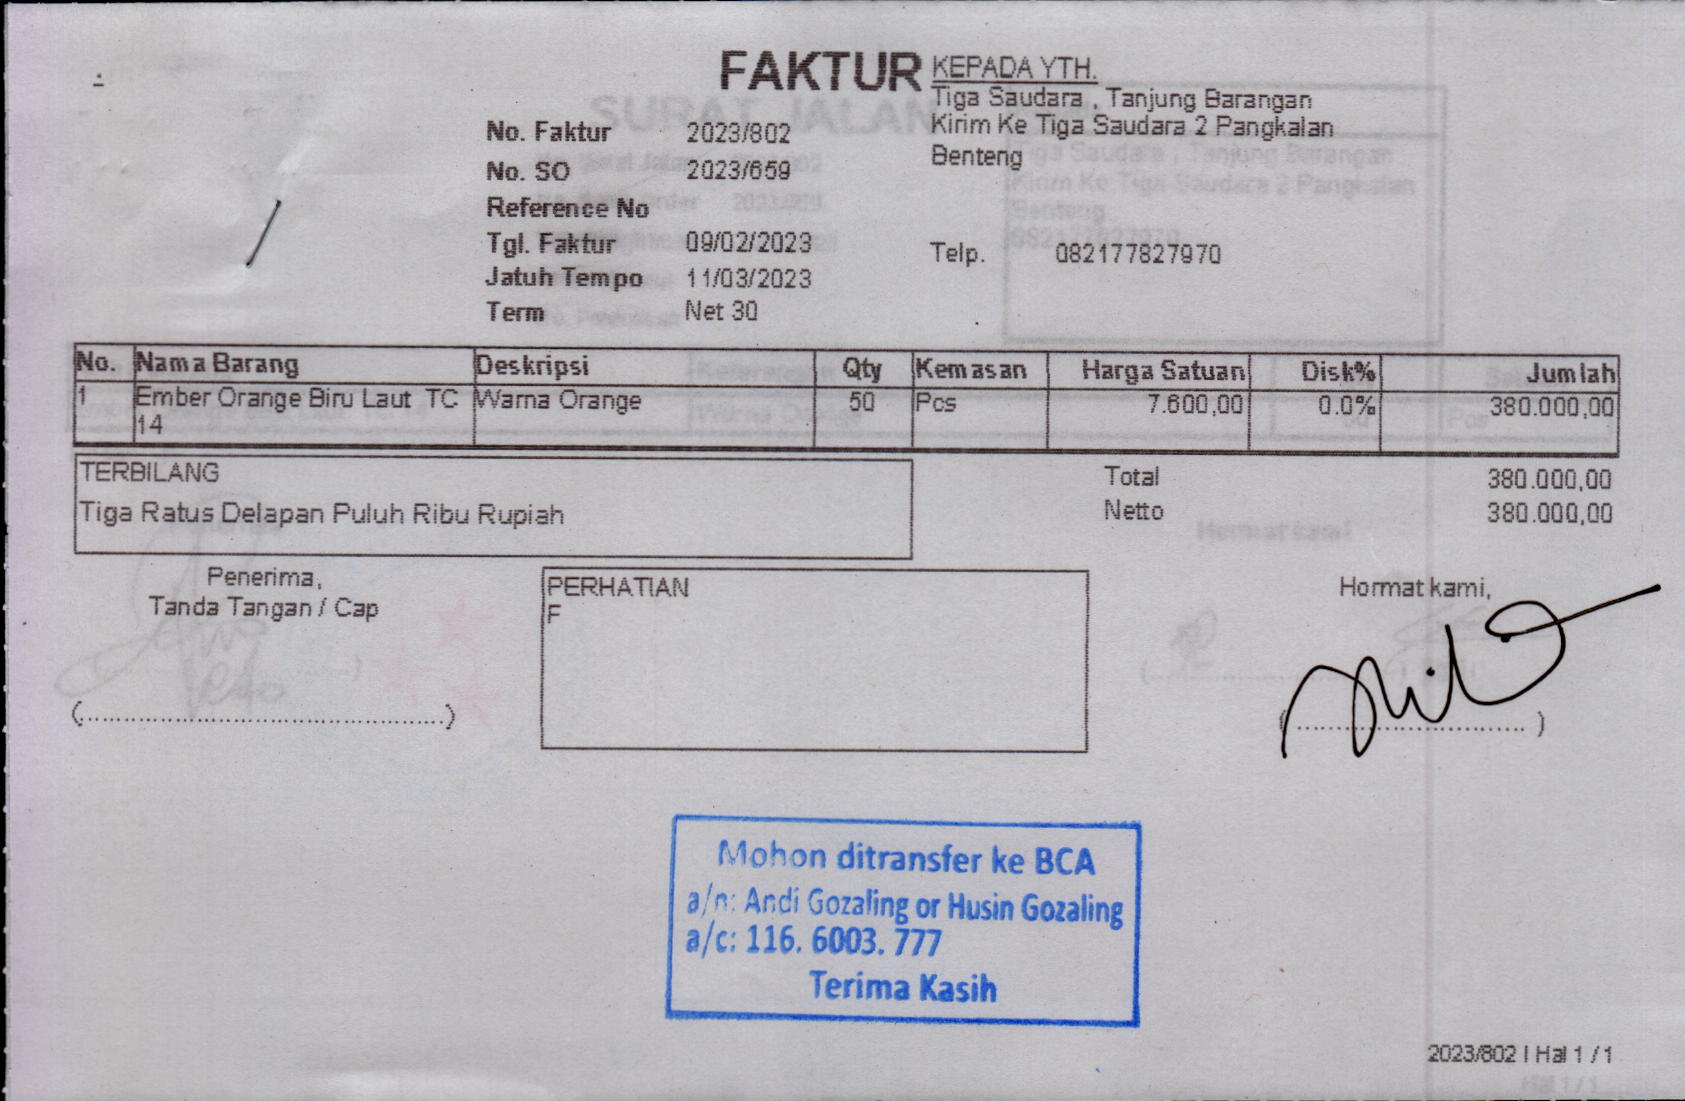 FAKTUR
KEPADA YTH.
Tiga Saudara , Tanjung Barangan
Kirim Ke Tiga Saudara 2 Pangkalan
Benteng
Telp. 082177827970
No. Faktur 2023/802
No. SO 2023/659
Reference No
Tgl. Faktur 09/02/2023
Jatuh Tempo 11/03/2023
Term Net 30
No. Nama Barang Deskripsi Qty Kemasan Harga Satuan Disk% Jumlah
1 Ember Orange Biru Laut TC Warna Orange 50 Pcs 7.600,00 0.0% 380.000,00
14
TERBILANG
Tiga Ratus Delapan Puluh Ribu Rupiah
Total 380.000,00
Netto 380.000,00
Penerima,
Tanda Tangan / Cap
(..............................................)
PERHATIAN
F
Hormat kami,
(................................)
Mohon ditransfer ke BCA
a/n: Andi Gozaling or Husin Gozaling
a/c: 116. 6003. 777
Terima Kasih
2023/802 | Hal 1 / 1